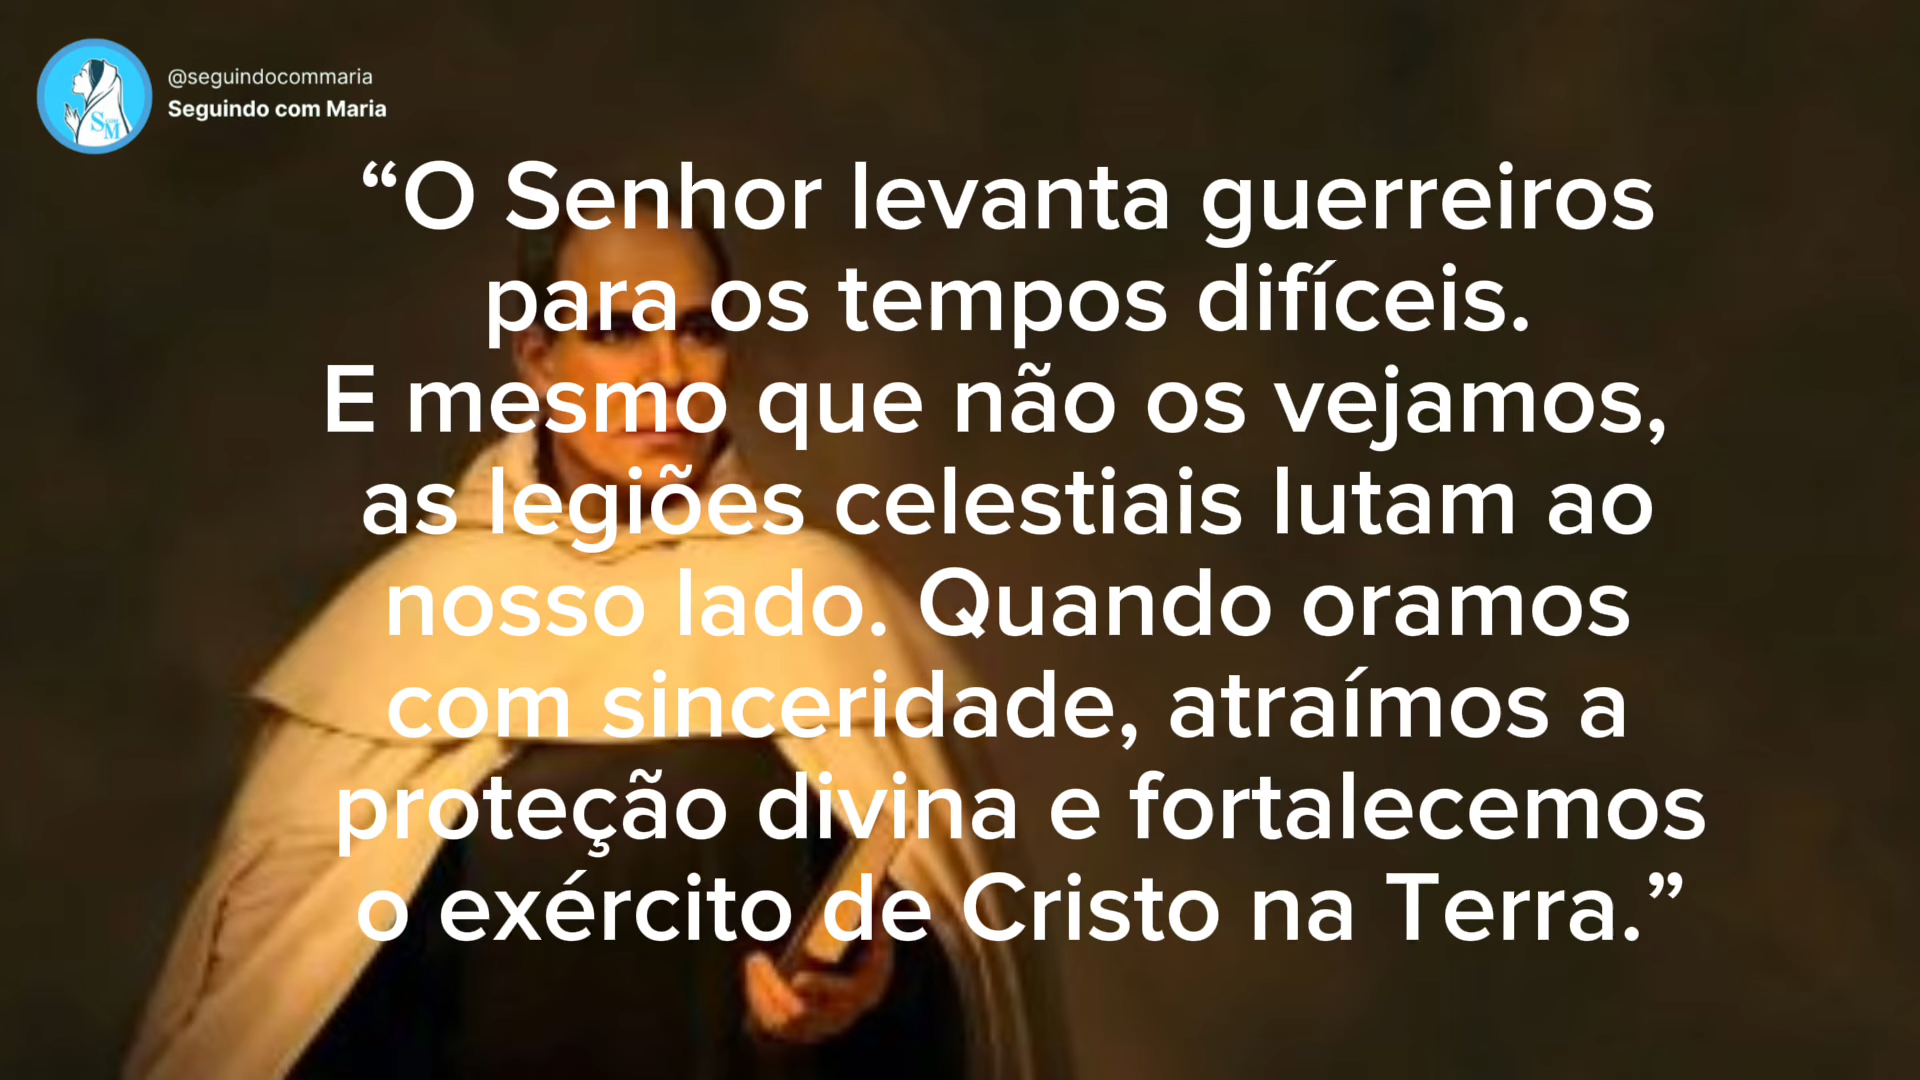 @seguindocommaria
Seguindo com Maria
SM
“O Senhor levanta guerreiros
para os tempos difíceis.
E mesmo que não os vejamos,
as legiões celestiais lutam ao
nosso lado. Quando oramos
com sinceridade, atraímos a
proteção divina e fortalecemos
o exército de Cristo na Terra.”